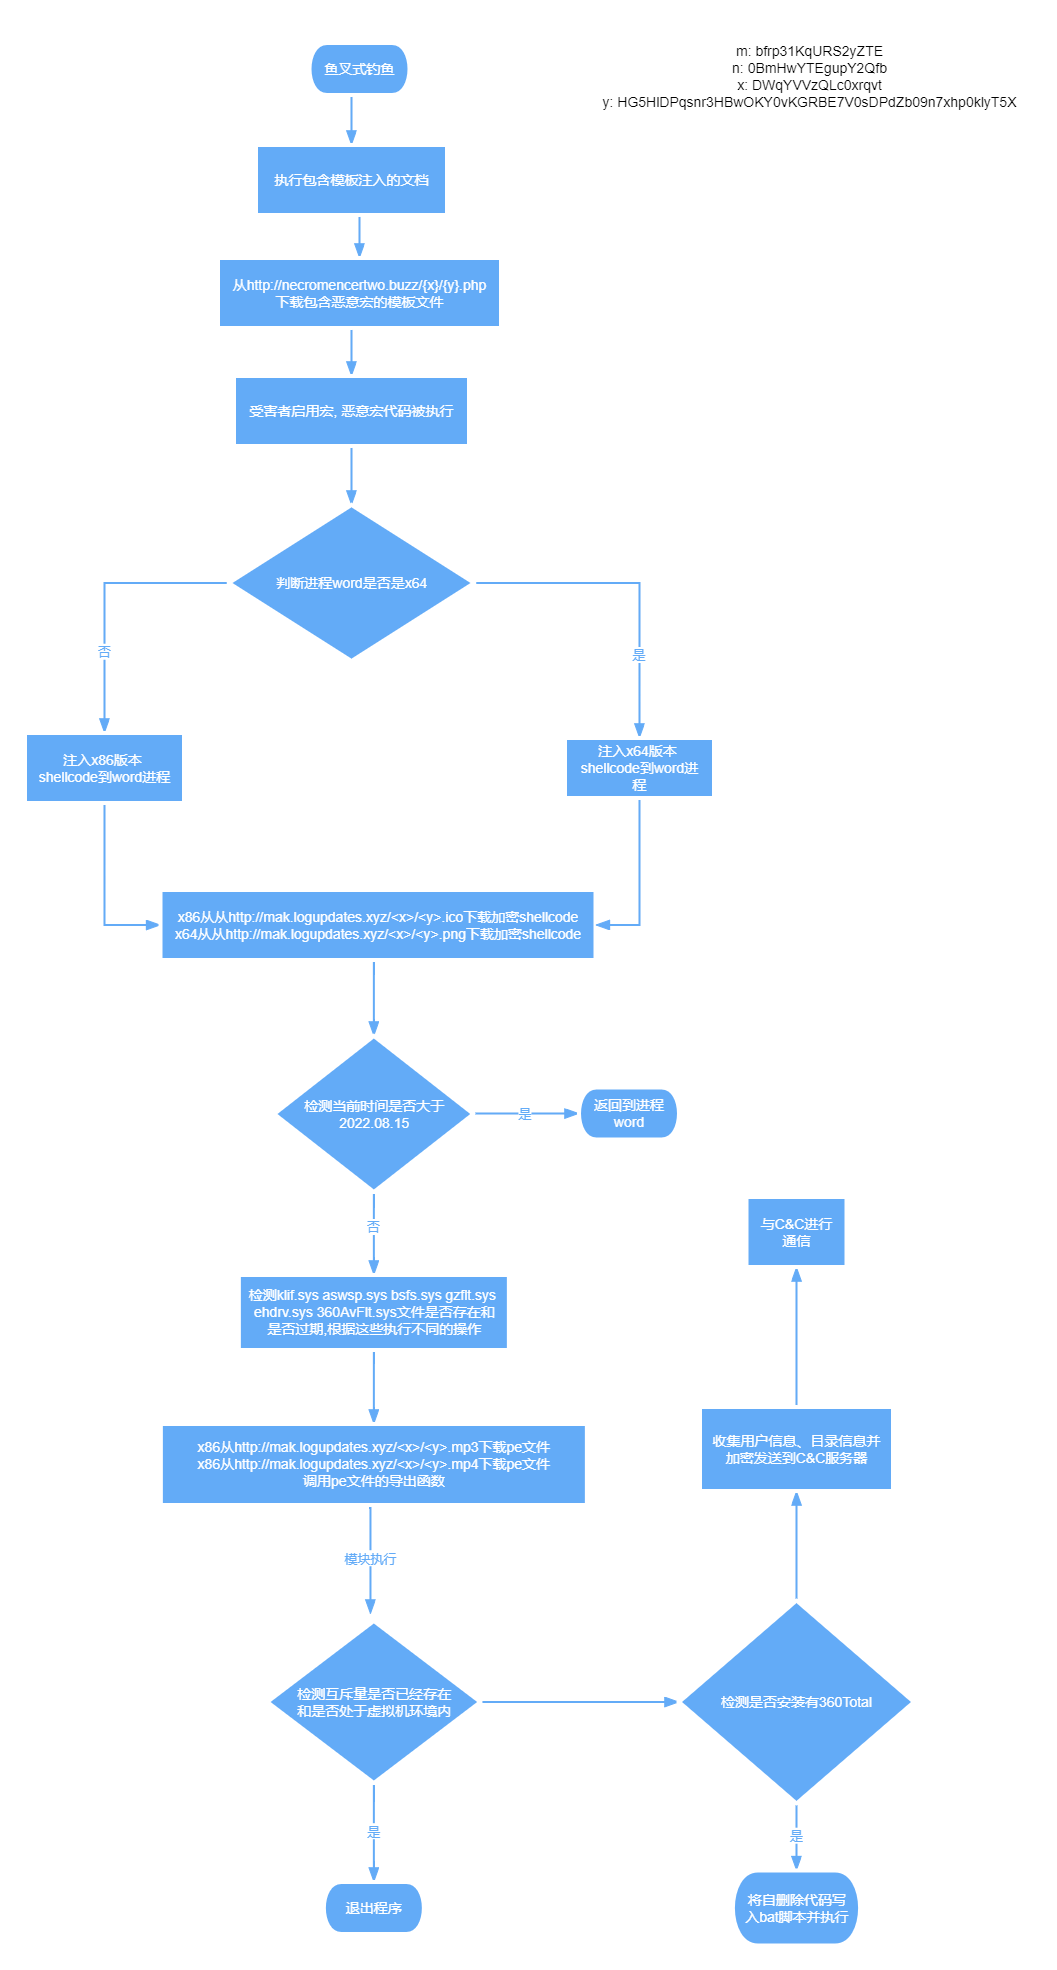 鱼叉式钓鱼
m: bfrp31KqURS2yZTE
n: 0BmHwYTEgupY2Qfb
x: DWqYVVzQLc0xrqvt
y: HG5HlDPqsnr3HBwOKY0vKGRBE7V0sDPdZb09n7xhp0klyT5X
执行包含模板注入的文档
从http://necromencertwo.buzz/{x}/{y}.php
下载包含恶意宏的模板文件
受害者启用宏, 恶意宏代码被执行
判断进程word是否是x64
否
是
注入x86版本
shellcode到word进程
注入x64版本
shellcode到word进
程
x86从从http://mak.logupdates.xyz/<x>/<y>.ico下载加密shellcode
x64从从http://mak.logupdates.xyz/<x>/<y>.png下载加密shellcode
检测当前时间是否大于
2022.08.15
是
返回到进程
word
否
检测klif.sys aswsp.sys bsfs.sys gzflt.sys
ehdrv.sys 360AvFlt.sys文件是否存在和
是否过期,根据这些执行不同的操作
x86从http://mak.logupdates.xyz/<x>/<y>.mp3下载pe文件
x86从http://mak.logupdates.xyz/<x>/<y>.mp4下载pe文件
调用pe文件的导出函数
模块执行
检测互斥量是否已经存在
和是否处于虚拟机环境内
是
退出程序
与C&C进行
通信
收集用户信息、目录信息并
加密发送到C&C服务器
检测是否安装有360Total
是
将自删除代码写
入bat脚本并执行